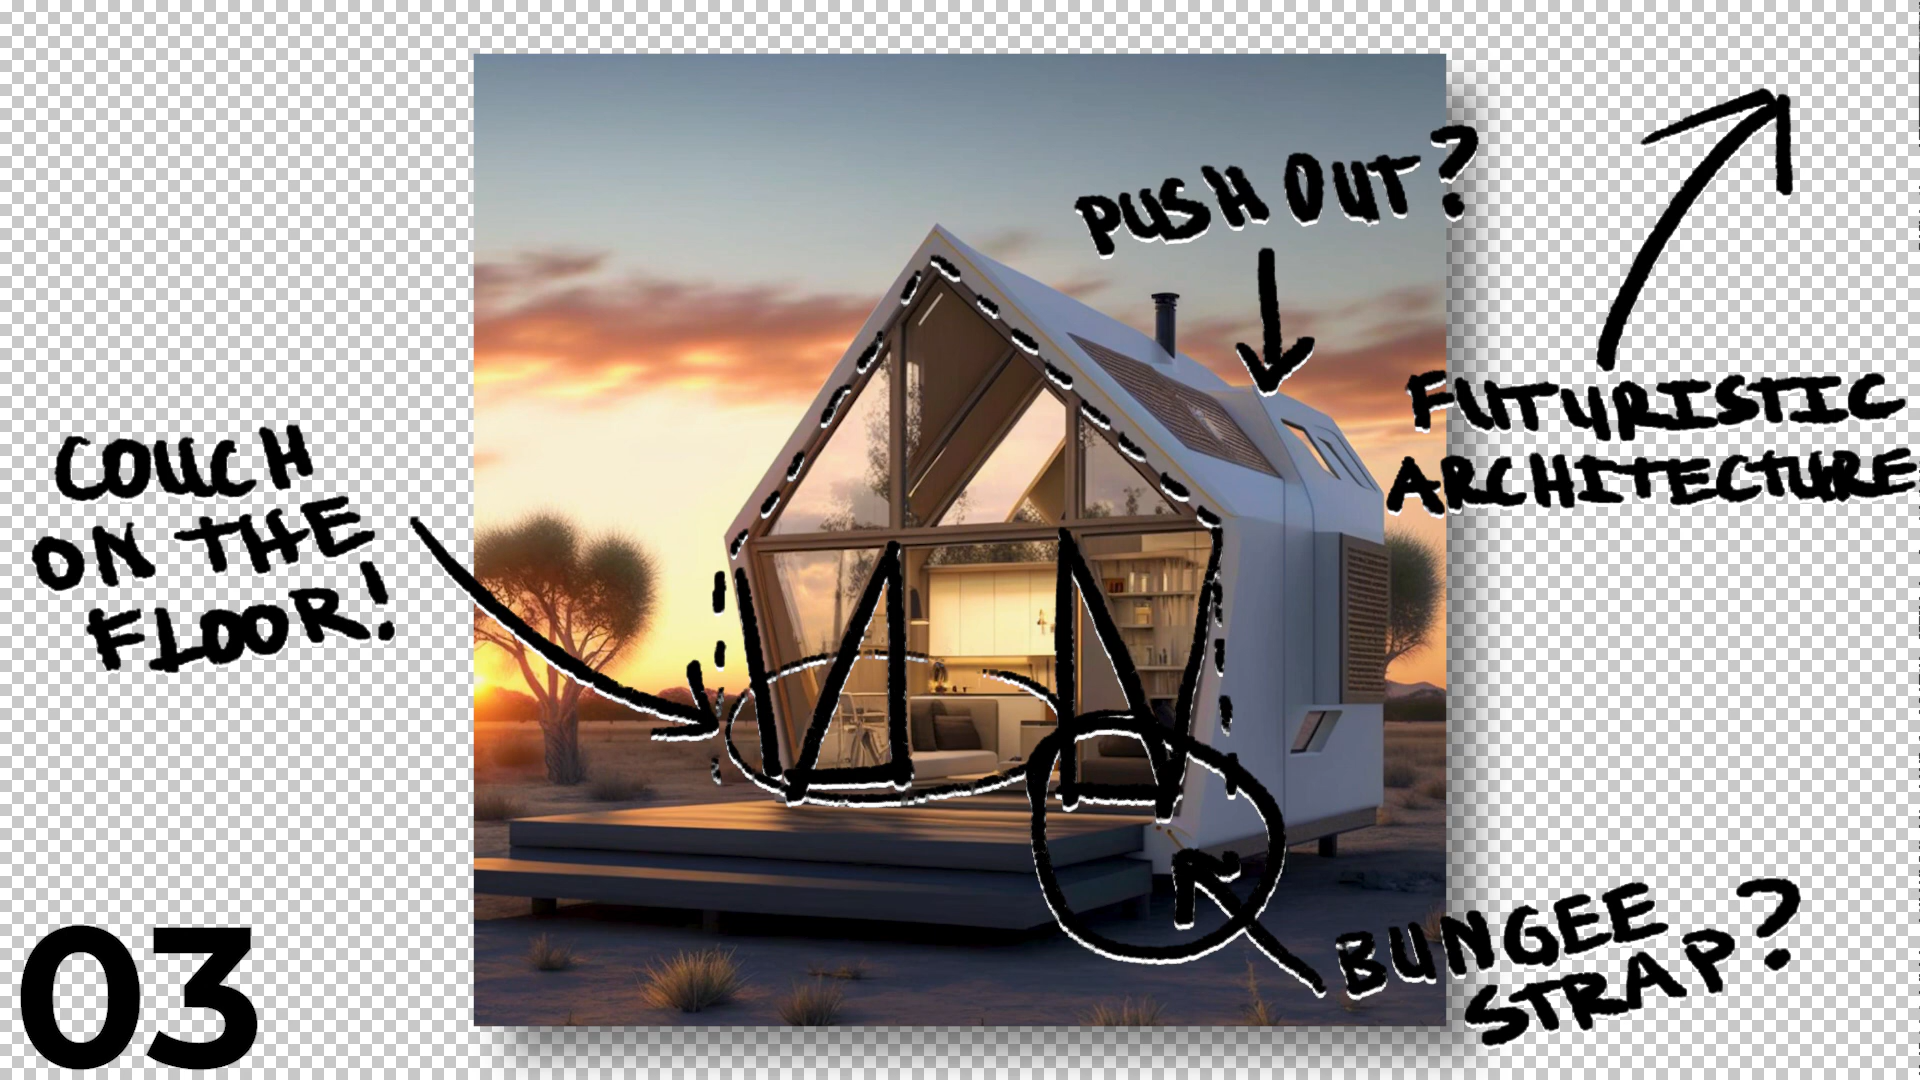 PUSH OUT?
FUTURISTIC
ARCHITECTURE
COUCH
ON THE
FLOOR!
BUNGEE
STRAP?
03